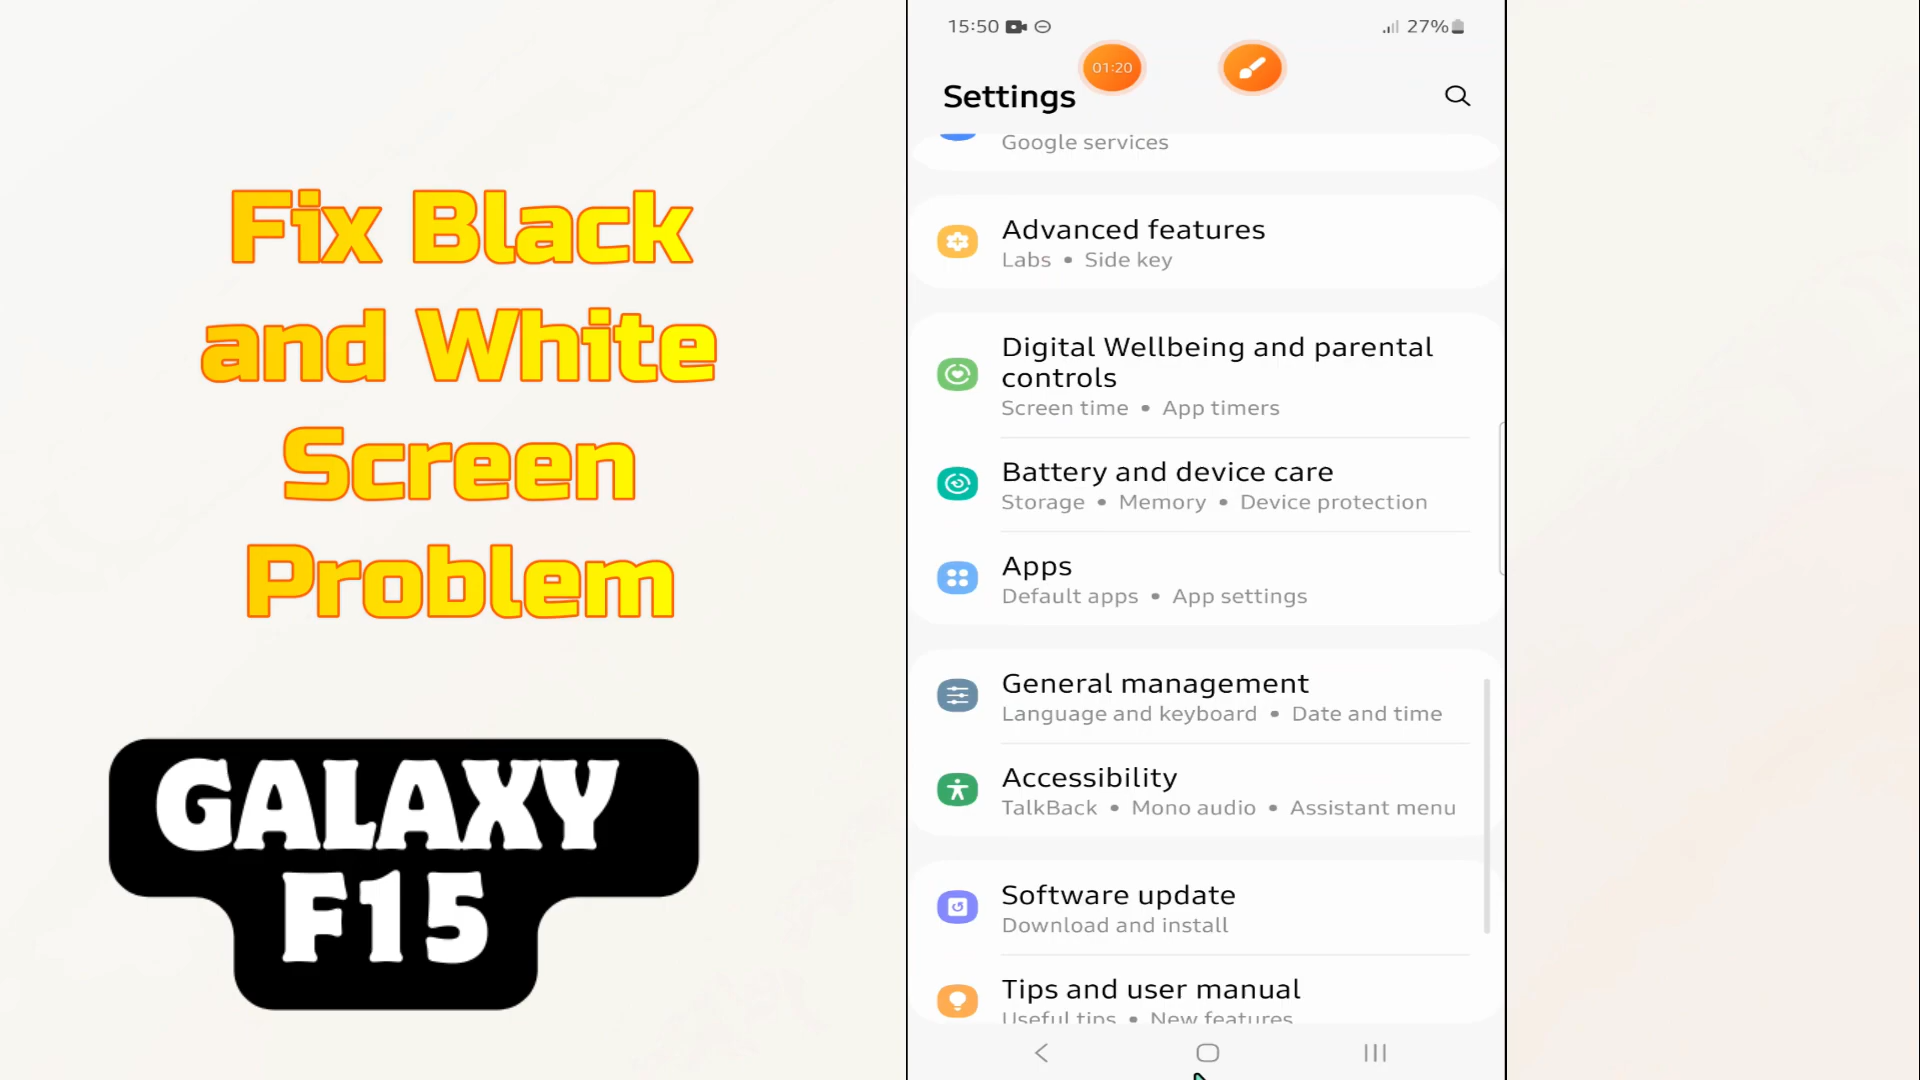 Fix Black
and White
Screen
Problem
GALAXY
F15
15:50
27%
01:20
Settings
Google services
Advanced features
Labs • Side key
Digital Wellbeing and parental
controls
Screen time • App timers
Battery and device care
Storage • Memory • Device protection
Apps
Default apps • App settings
General management
Language and keyboard • Date and time
Accessibility
TalkBack • Mono audio • Assistant menu
Software update
Download and install
Tips and user manual
Useful tips • New features